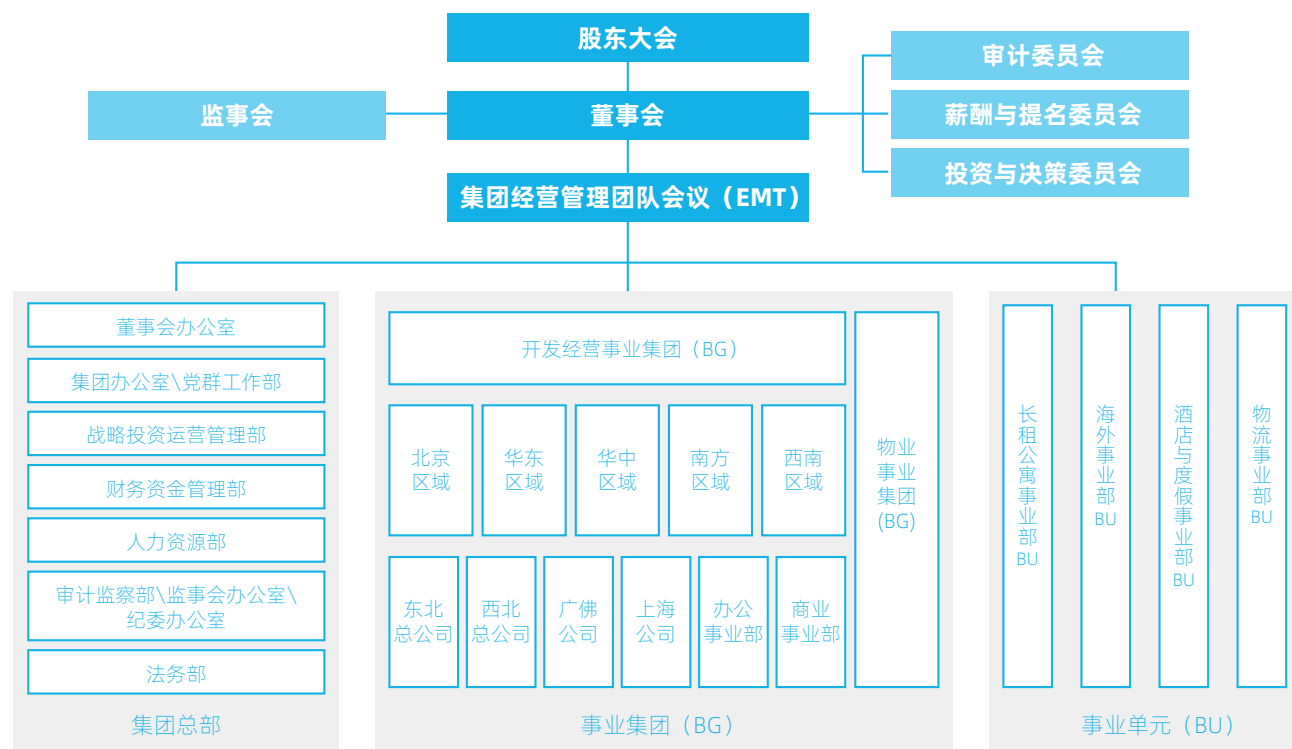 股东大会
审计委员会
监事会
董事会
薪酬与提名委员会
投资与决策委员会
集团经营管理团队会议（EMT）
董事会办公室
集团办公室\党群工作部
战略投资运营管理部
财务资金管理部
人力资源部
审计监察部\监事会办公室\
纪委办公室
法务部
集团总部
开发经营事业集团（BG）
北京
区域
华东
区域
华中
区域
南方
区域
西南
区域
东北
总公司
西北
总公司
广佛
公司
上海
公司
办公
事业部
商业
事业部
物业
事业
集团
(BG)
事业集团（BG）
长租公寓事业部BU
海外事业部BU
酒店与度假事业部BU
物流事业部BU
事业单元（BU）